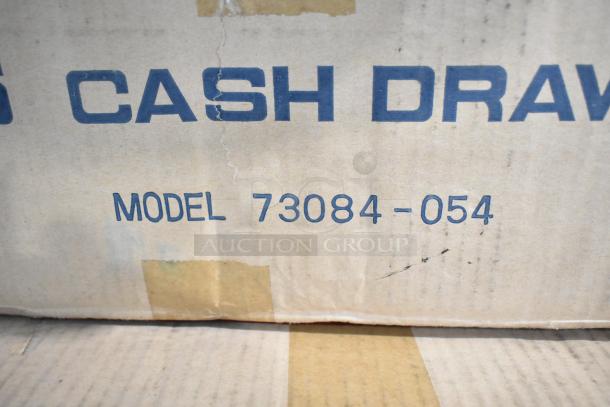 CASH DRAW
MODEL 73084-054
AUCTION GROUP